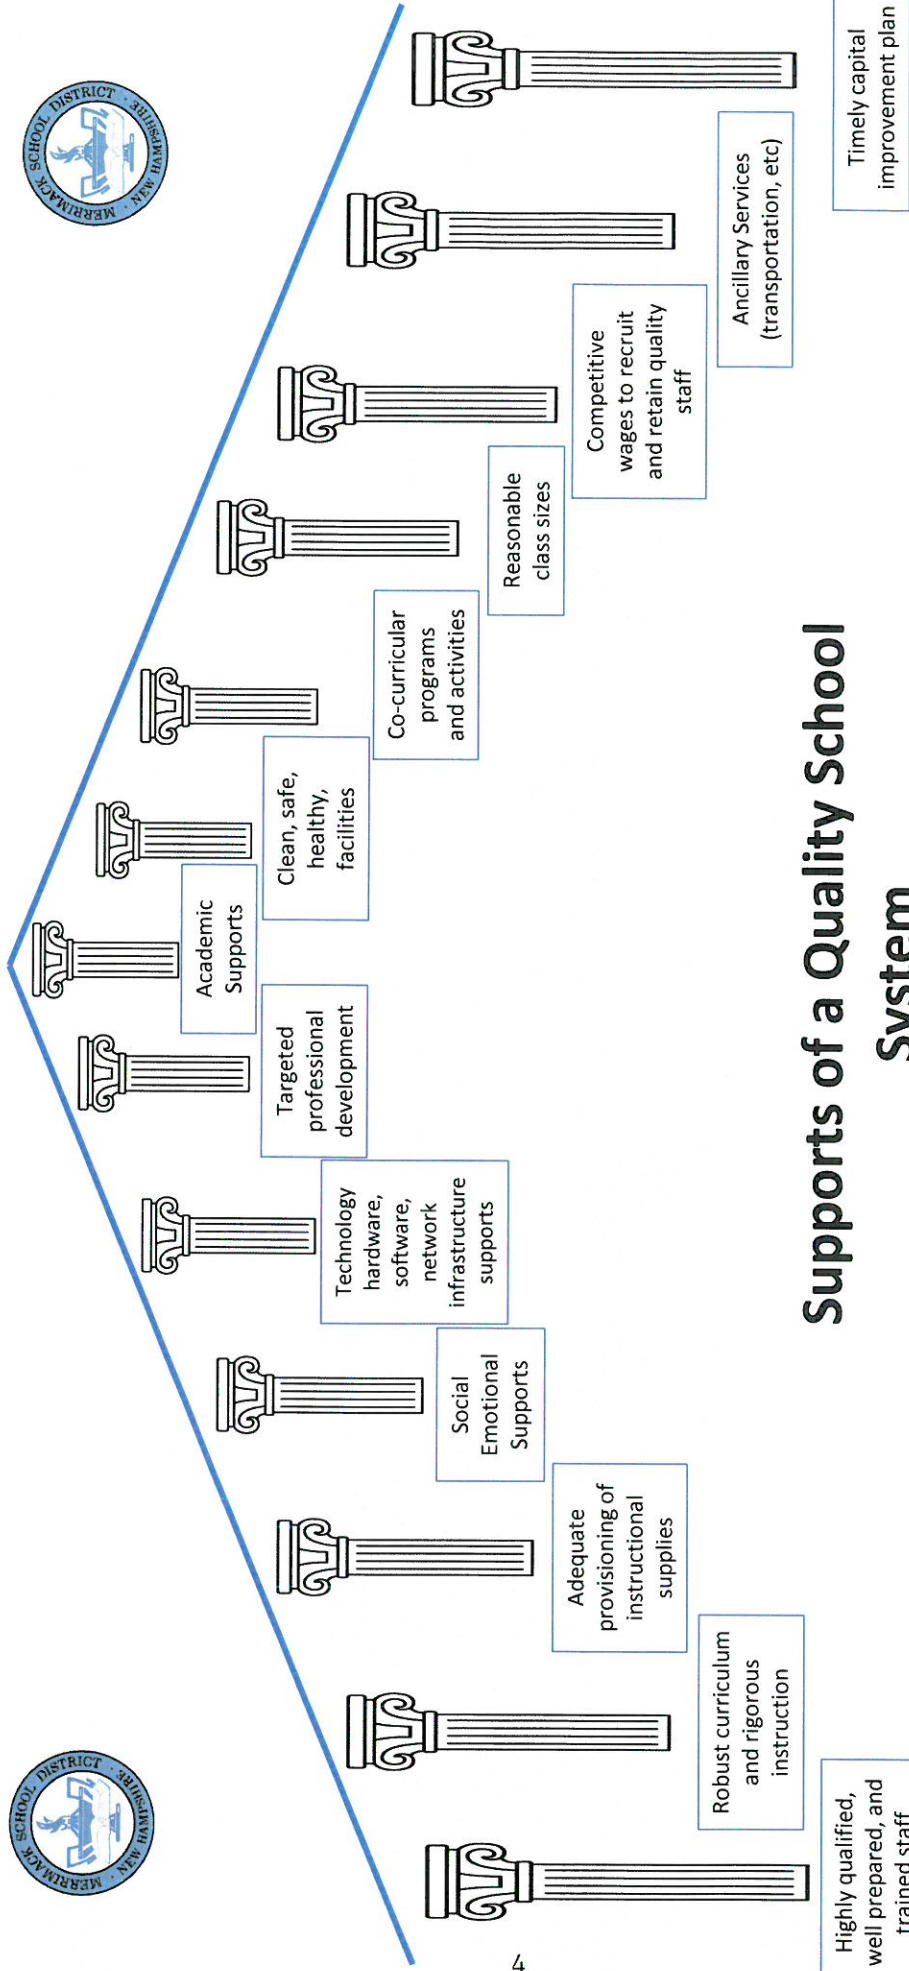 MERRIMACK SCHOOL DISTRICT · NEW HAMPSHIRE ·
MERRIMACK SCHOOL DISTRICT · NEW HAMPSHIRE ·
Highly qualified,
well prepared, and
trained staff
Robust curriculum
and rigorous
instruction
Adequate
provisioning of
instructional
supplies
Social
Emotional
Supports
Technology
hardware,
software,
network
infrastructure
supports
Targeted
professional
development
Academic
Supports
Clean, safe,
healthy,
facilities
Co-curricular
programs
and activities
Reasonable
class sizes
Competitive
wages to recruit
and retain quality
staff
Ancillary Services
(transportation, etc)
Timely capital
improvement plan
Supports of a Quality School
System
4